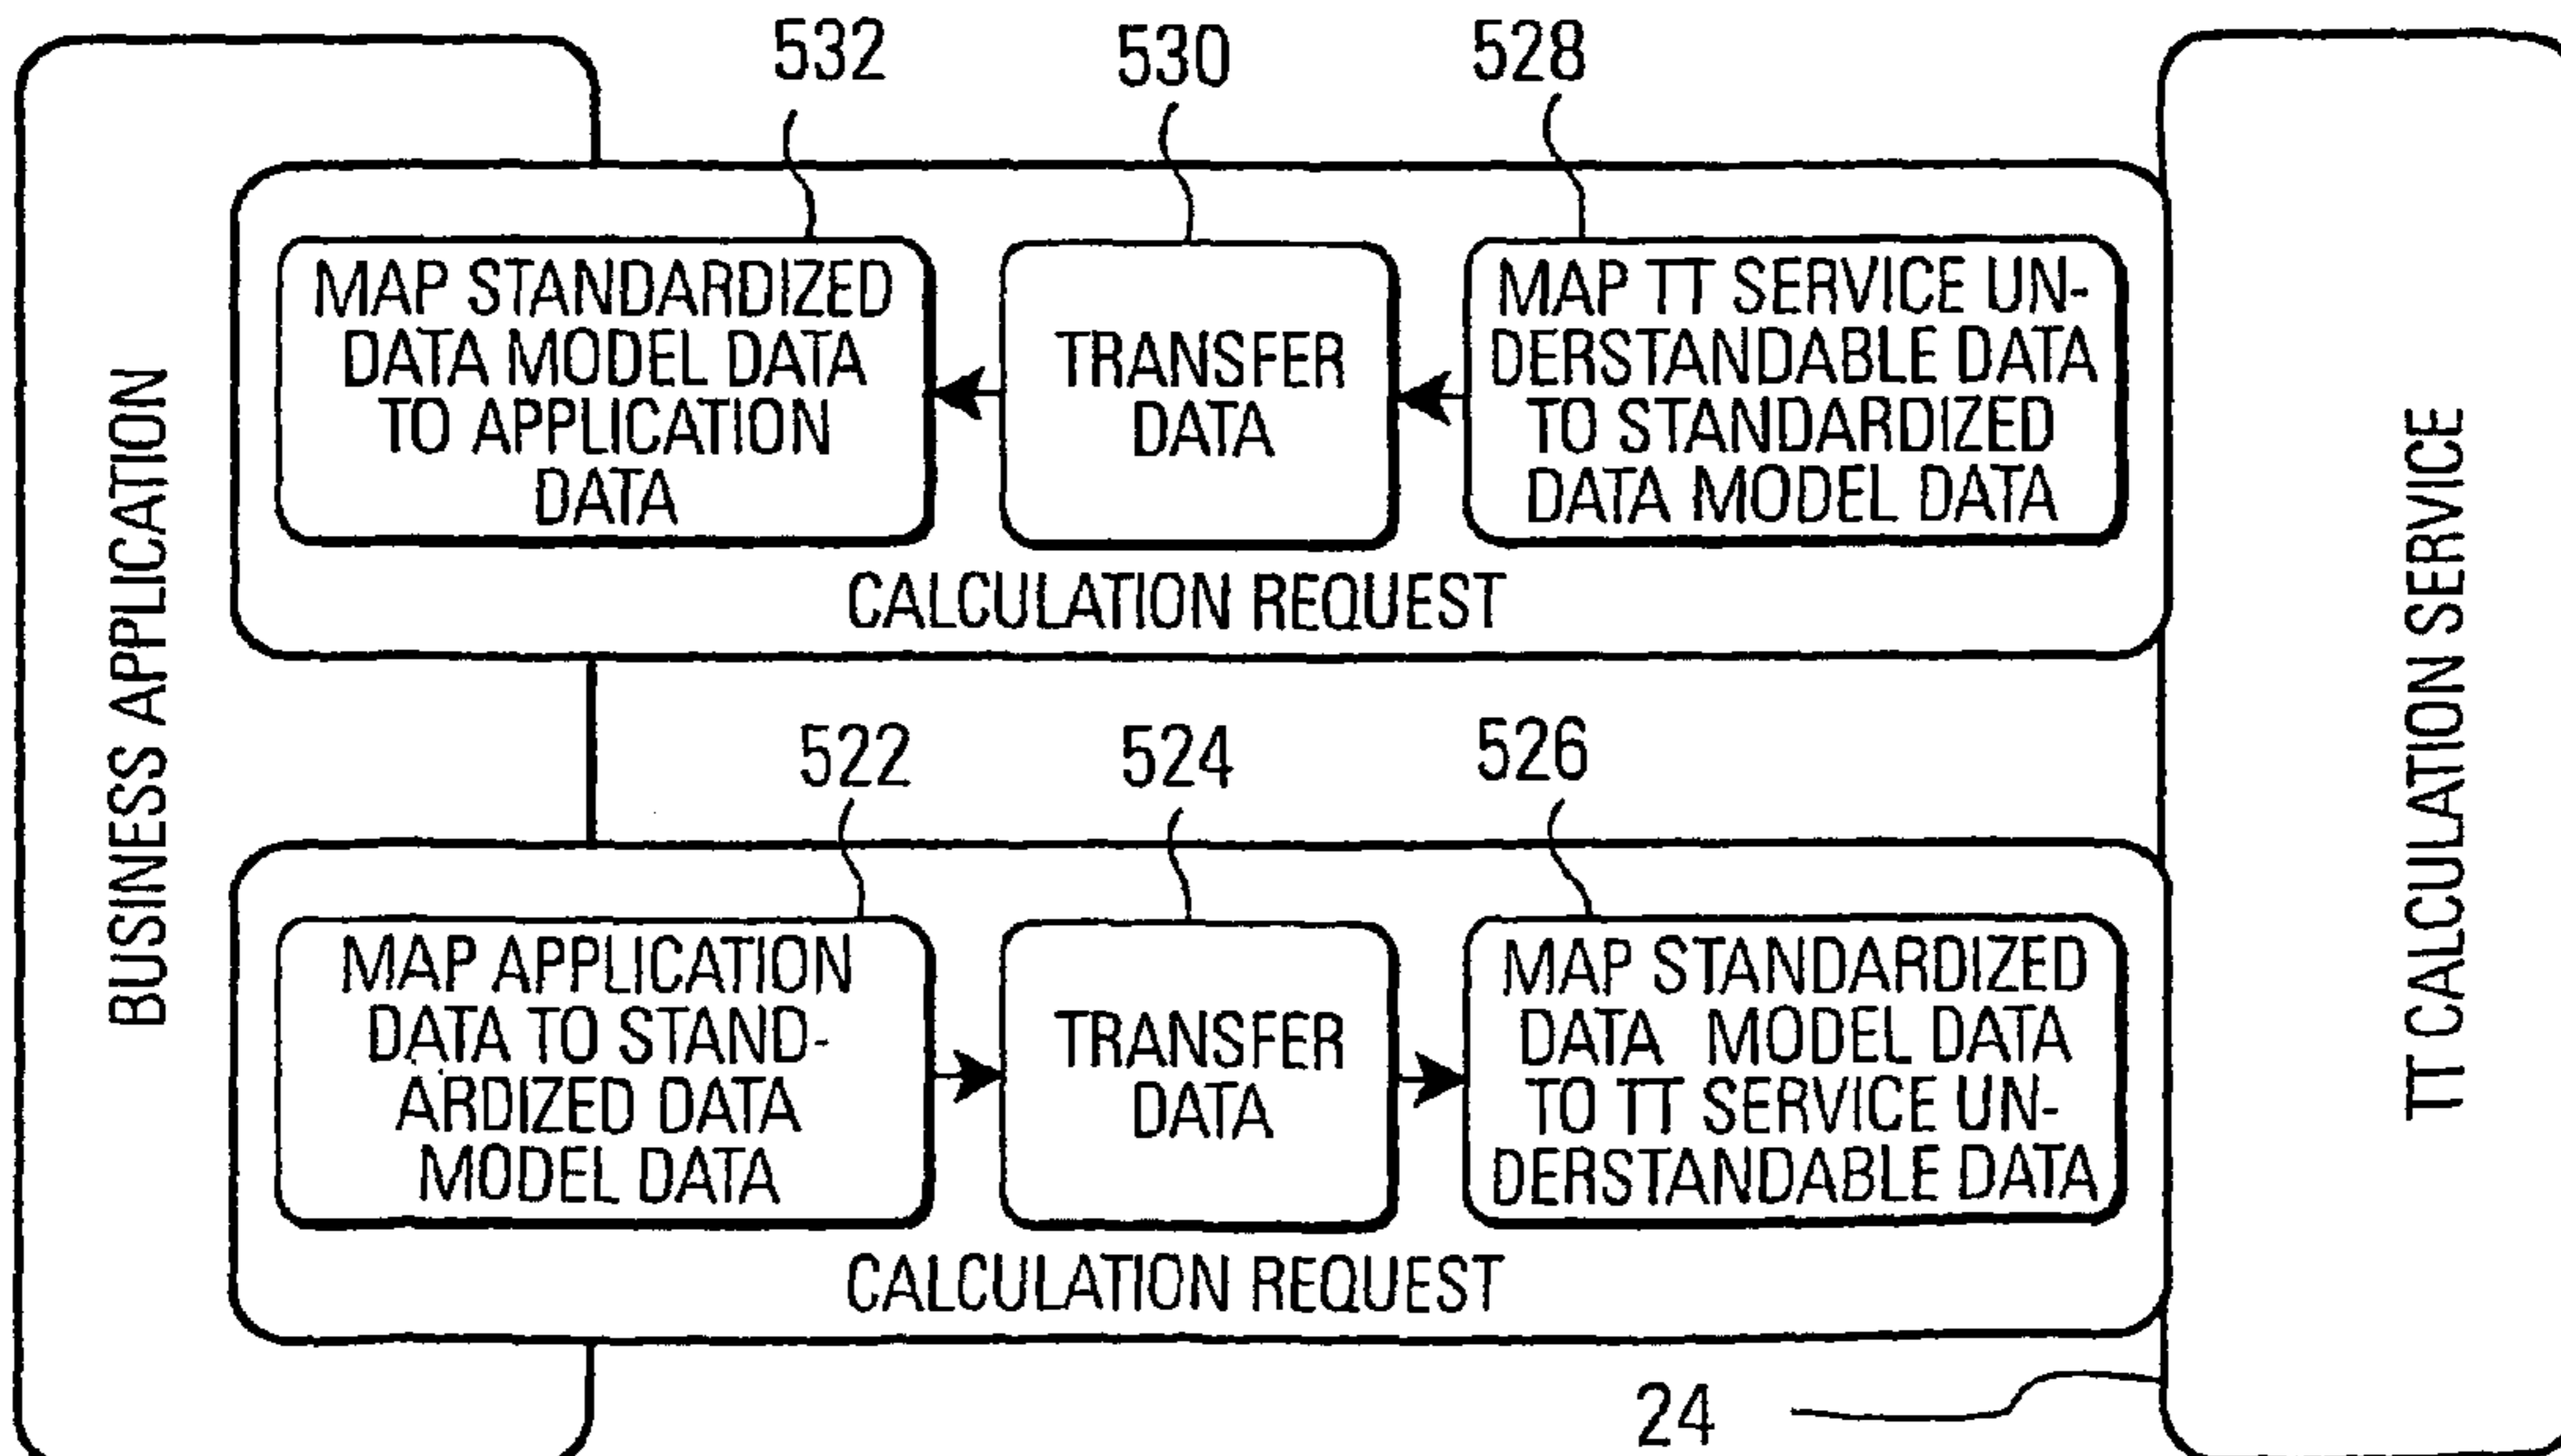 532
530
528
MAP STANDARDIZED
DATA MODEL DATA
TO APPLICATION
DATA
TRANSFER
DATA
MAP TT SERVICE UN-
DERSTANDABLE DATA
TO STANDARDIZED
DATA MODEL DATA
CALCULATION REQUEST
BUSINESS APPLICATION
TT CALCULATION SERVICE
522
524
526
MAP APPLICATION
DATA TO STAND-
ARDIZED DATA
MODEL DATA
TRANSFER
DATA
MAP STANDARDIZED
DATA MODEL DATA
TO TT SERVICE UN-
DERSTANDABLE DATA
CALCULATION REQUEST
24